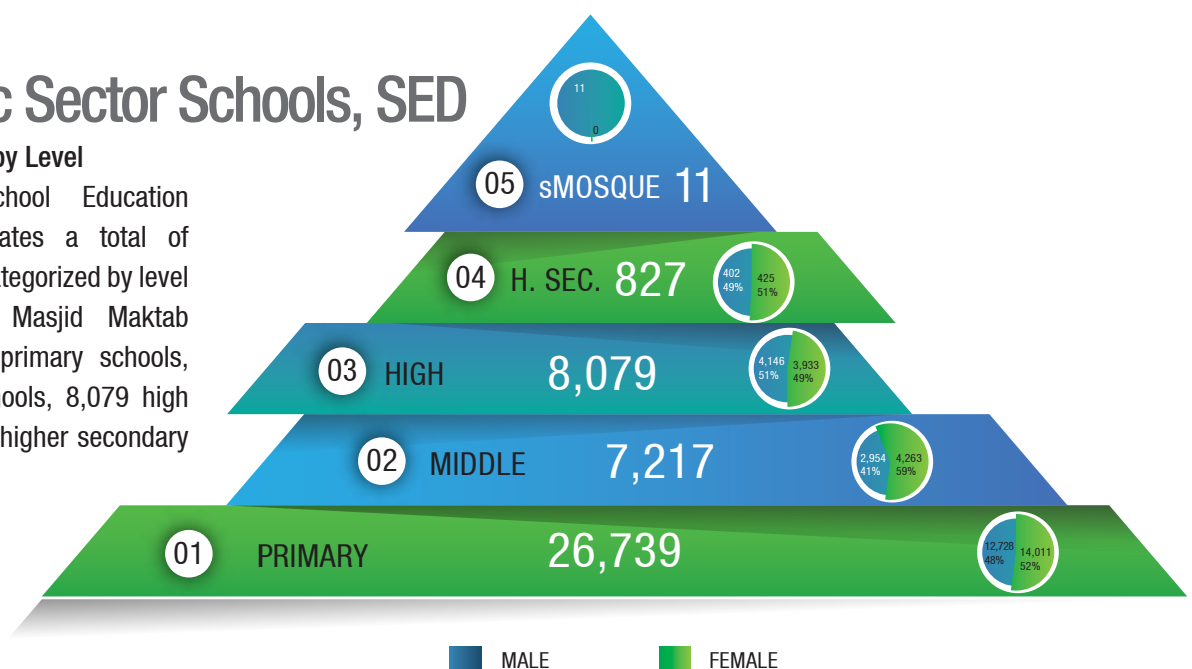 c Sector Schools, SED
by Level
chool Education
ates a total of
ategorized by level
Masjid Maktab
primary schools,
hools, 8,079 high
higher secondary
11
0
05 sMOSQUE 11
04 H. SEC. 827
402
49%
425
51%
03 HIGH 8,079
4,146
51%
3,933
49%
02 MIDDLE 7,217
2,954
41%
4,263
59%
01 PRIMARY 26,739
12,728
48%
14,011
52%
MALE FEMALE